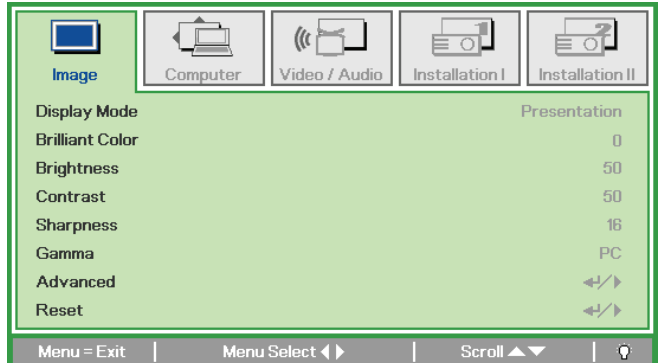 Image Computer Video / Audio Installation I Installation II
Display Mode Presentation
Brilliant Color 0
Brightness 50
Contrast 50
Sharpness 16
Gamma PC
Advanced ↵/▶
Reset ↵/▶
Menu = Exit Menu Select ◀▶ Scroll ▲▼